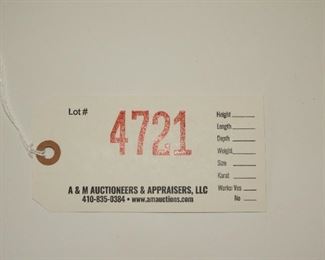 Lot #
4721
Height
Length
Depth
Weight
Size
Karat
Works: Yes
No
A & M AUCTIONEERS & APPRAISERS, LLC
410-835-0384 • www.amauctions.com